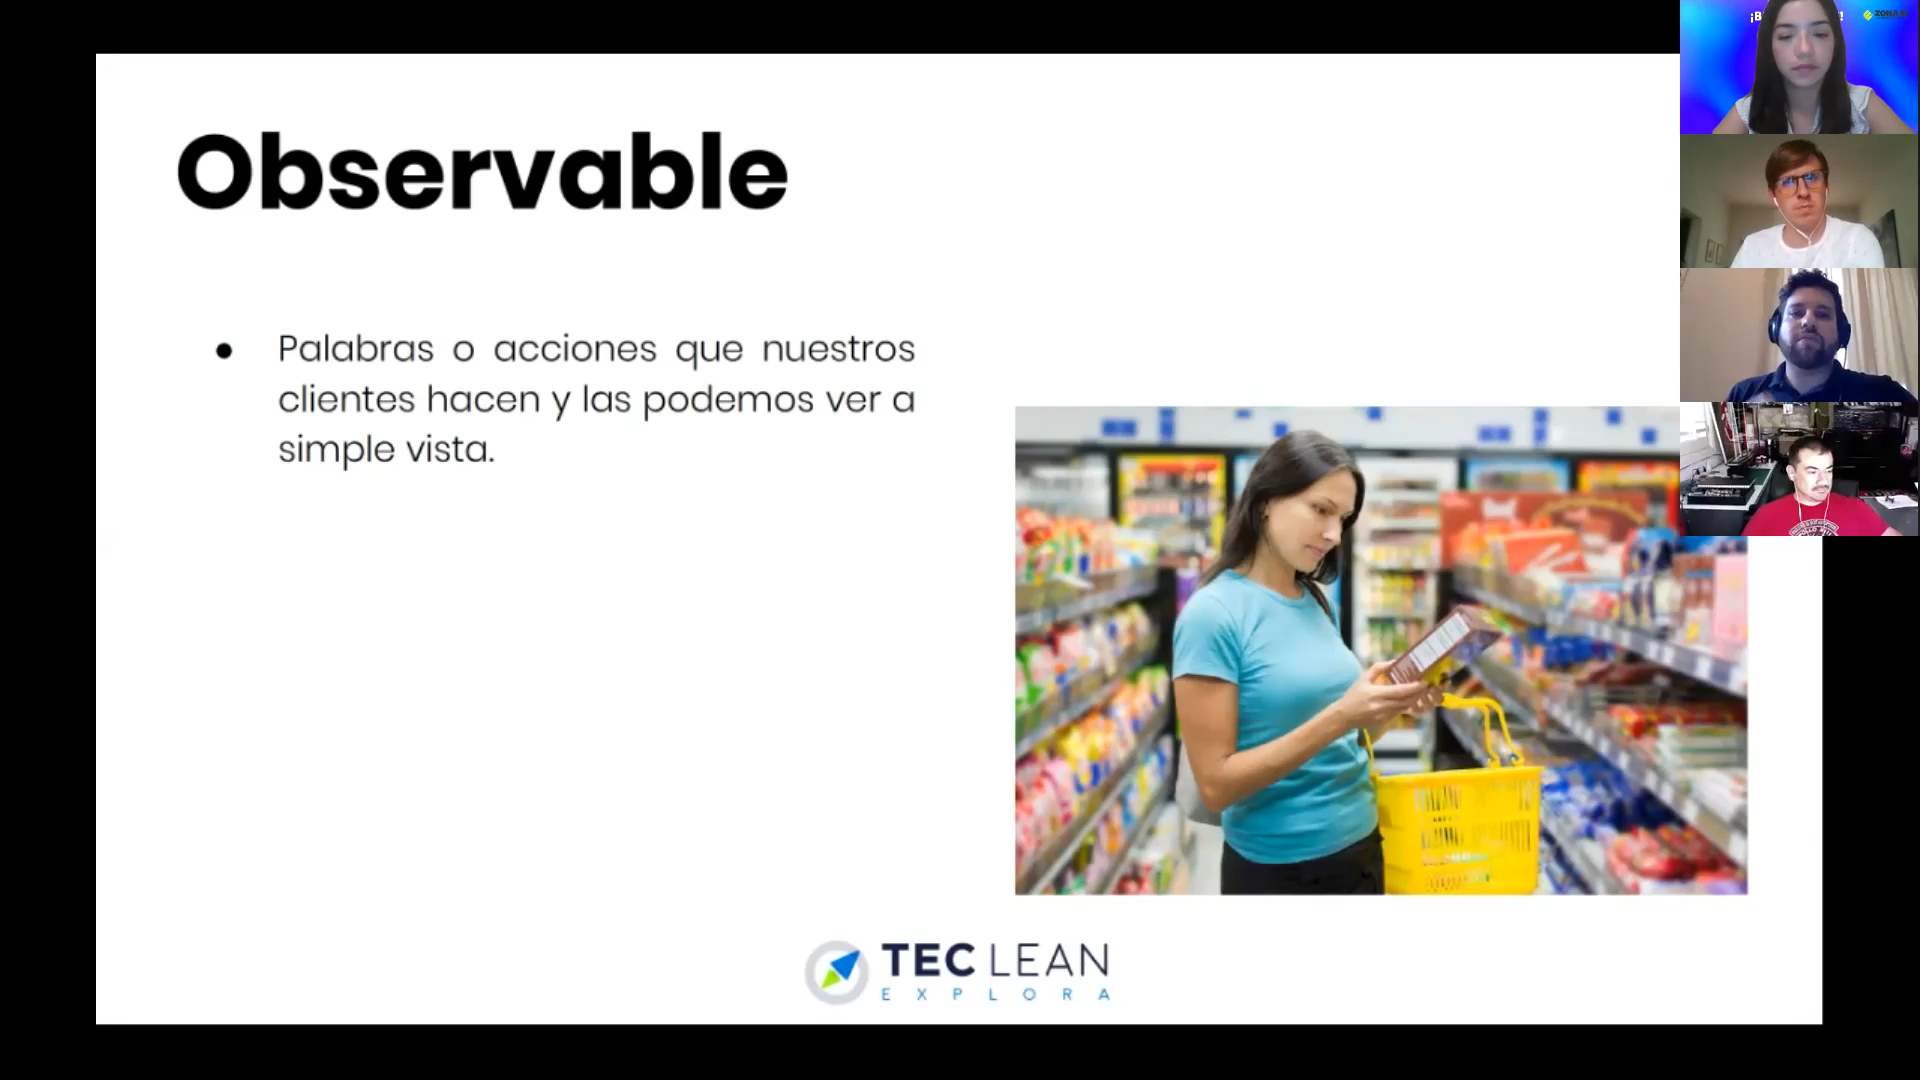 Observable
● Palabras o acciones que nuestros
clientes hacen y las podemos ver a
simple vista.
TEC LEAN
EXPLORA